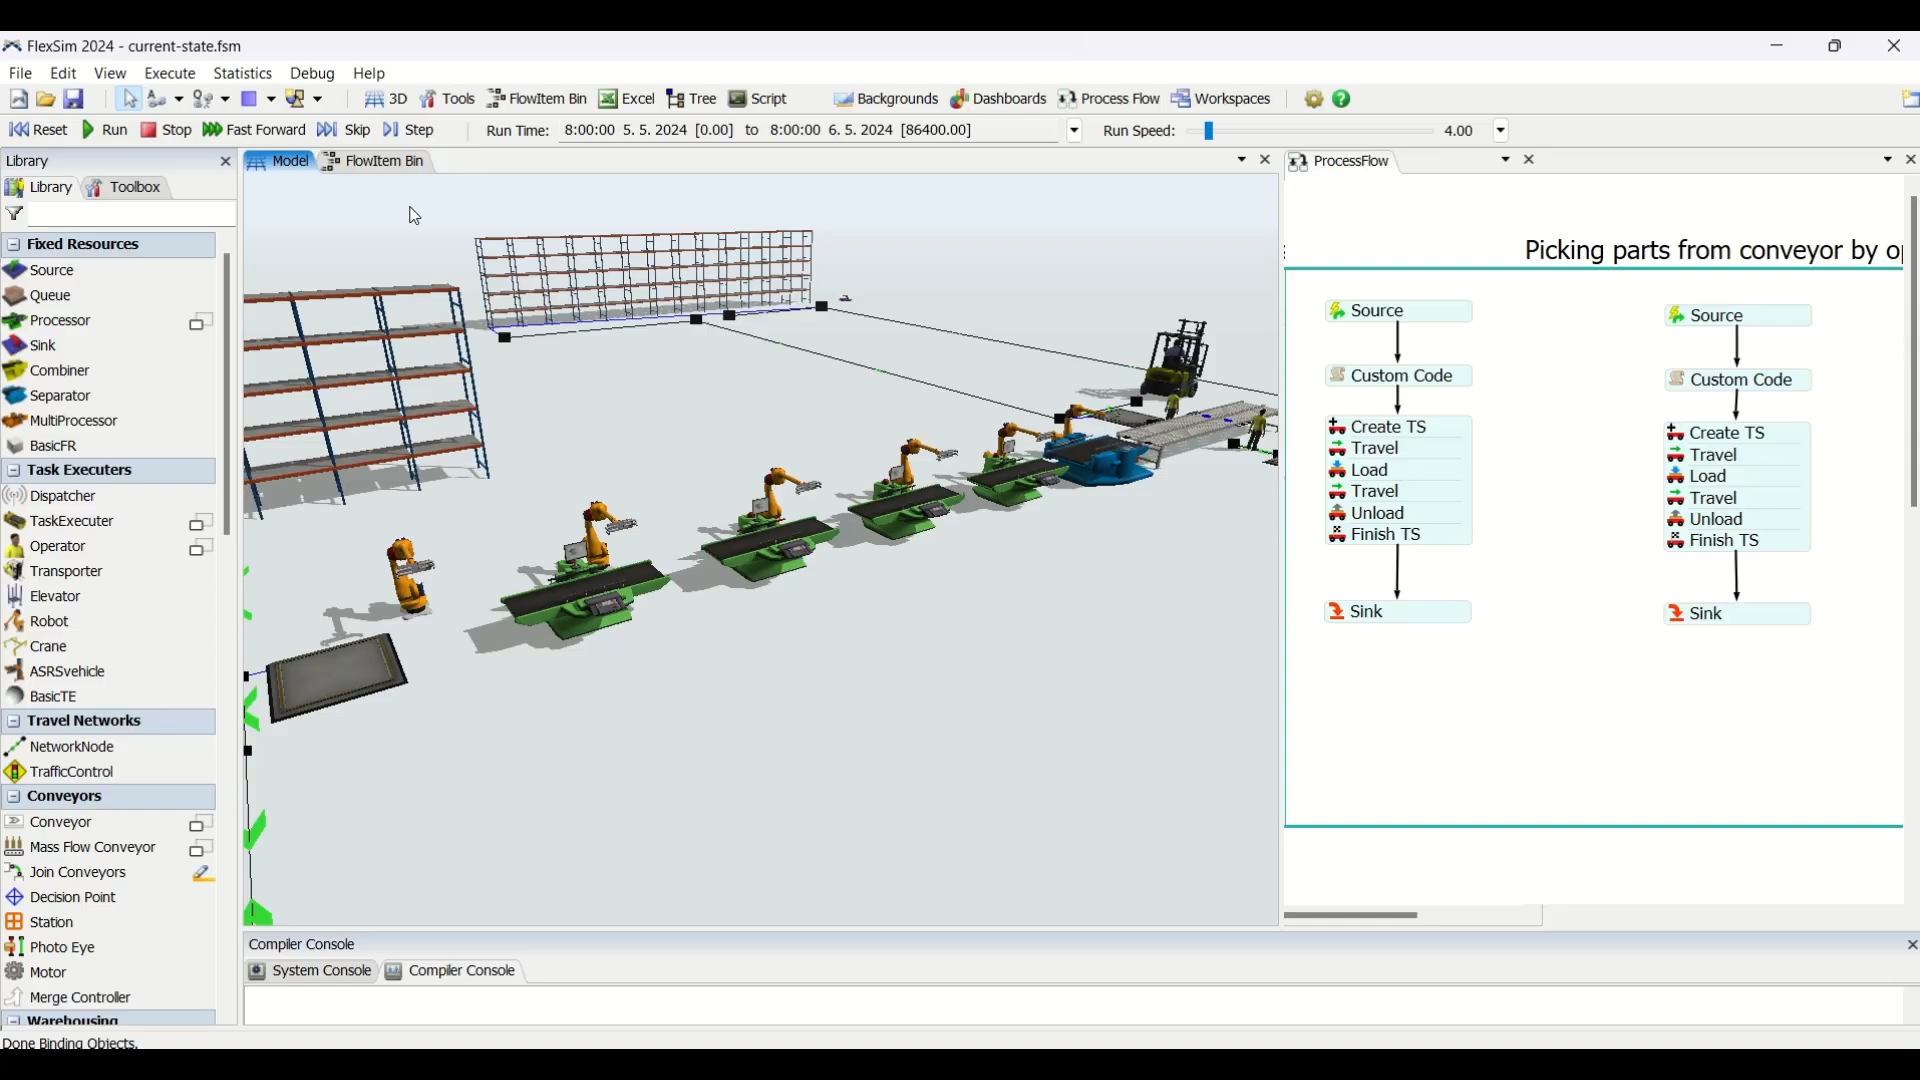 FlexSim 2024 - current-state.fsm
File Edit View Execute Statistics Debug Help
3D Tools FlowItem Bin Excel Tree Script Backgrounds Dashboards Process Flow Workspaces
Reset Run Stop Fast Forward Skip Step Run Time: 8:00:00 5. 5. 2024 [0.00] to 8:00:00 6. 5. 2024 [86400.00] Run Speed: 4.00
Library
Library Toolbox
Fixed Resources
Source
Queue
Processor
Sink
Combiner
Separator
MultiProcessor
BasicFR
Task Executers
Dispatcher
TaskExecuter
Operator
Transporter
Elevator
Robot
Crane
ASRSvehicle
BasicTE
Travel Networks
NetworkNode
TrafficControl
Conveyors
Conveyor
Mass Flow Conveyor
Join Conveyors
Decision Point
Station
Photo Eye
Motor
Merge Controller
Warehousing
Model FlowItem Bin
ProcessFlow
Picking parts from conveyor by
Source
Custom Code
Create TS
Travel
Load
Travel
Unload
Finish TS
Sink
Source
Custom Code
Create TS
Travel
Load
Travel
Unload
Finish TS
Sink
Compiler Console
System Console Compiler Console
Done Binding Objects.